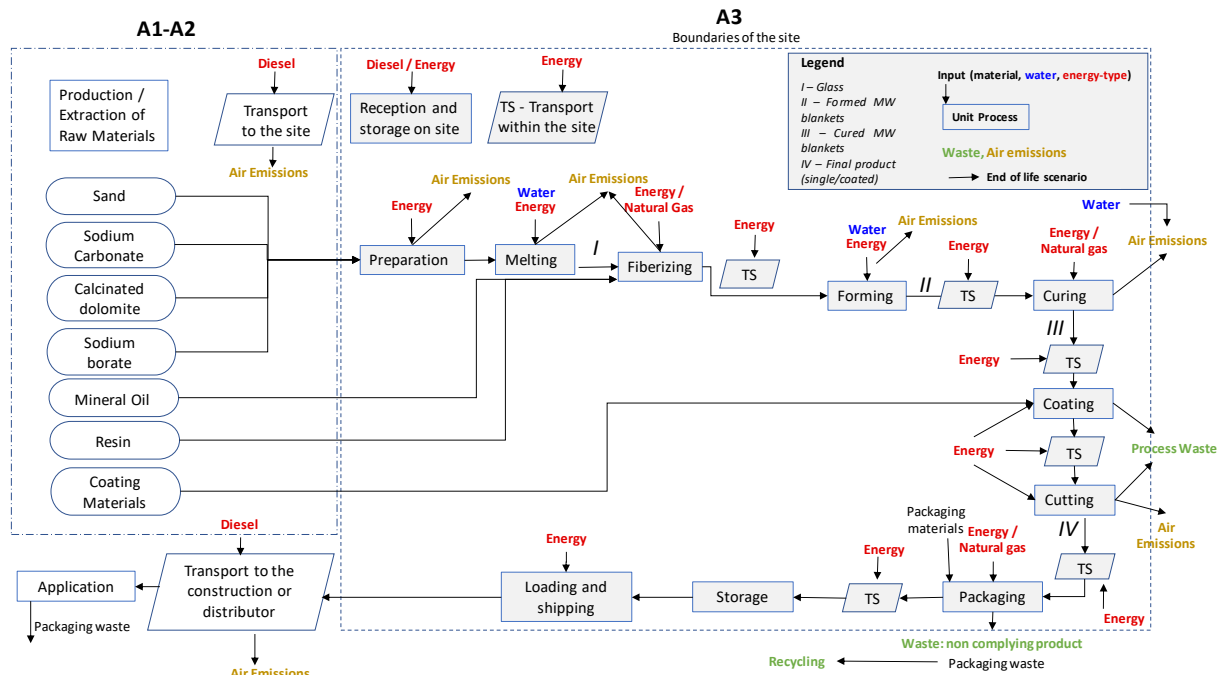 A1-A2
A3
Boundaries of the site
Production /
Extraction of
Raw Materials
Diesel
Transport
to the site
Air Emissions
Diesel / Energy
Reception and
storage on site
Energy
TS - Transport
within the site
Legend
I – Glass
II – Formed MW
blankets
III – Cured MW
blankets
IV – Final product
(single/coated)
Input (material, water, energy-type)
Unit Process
Waste, Air emissions
End of life scenario
Sand
Sodium
Carbonate
Calcinated
dolomite
Sodium
borate
Mineral Oil
Resin
Coating
Materials
Air Emissions
Energy
Preparation
Water
Energy
Melting
Air Emissions
I
Energy /
Natural Gas
Fiberizing
Energy
TS
Water
Energy
Air Emissions
Forming
II
Energy
TS
Energy /
Natural gas
Curing
Water
Air Emissions
III
Energy
TS
Coating
Energy
TS
Process Waste
Cutting
IV
Air
Emissions
TS
Energy
Packaging
materials
Energy /
Natural gas
Packaging
Energy
TS
Storage
Energy
Loading and
shipping
Diesel
Transport to the
construction or
distributor
Air Emissions
Application
Packaging waste
Waste: non complying product
Recycling
Packaging waste